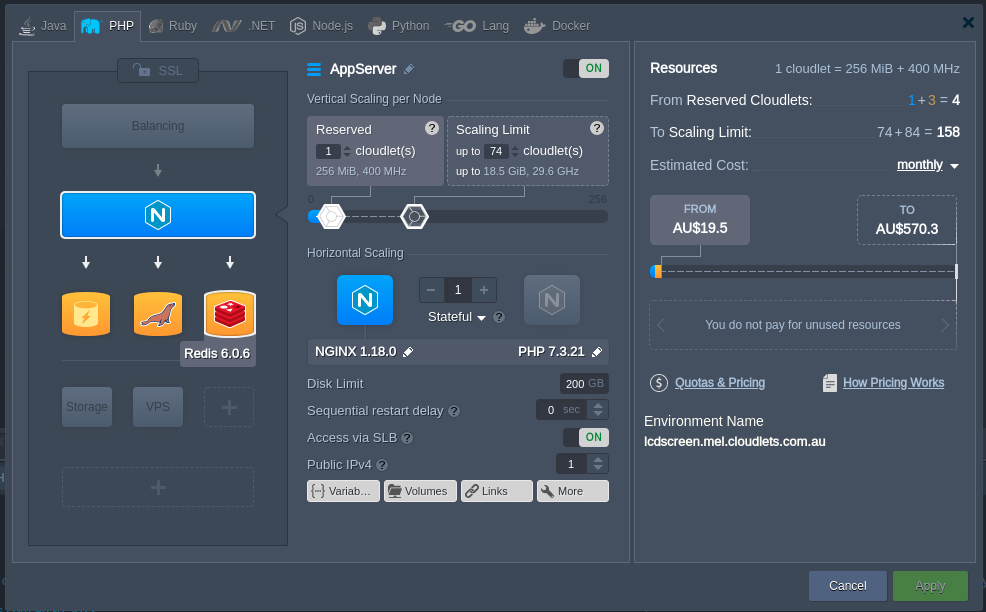 Java PHP Ruby .NET Node.js Python Lang Docker
SSL
Balancing
Redis 6.0.6
Storage VPS
AppServer ON
Vertical Scaling per Node
Reserved ?
1 cloudlet(s)
256 MiB, 400 MHz
Scaling Limit ?
up to 74 cloudlet(s)
up to 18.5 GiB, 29.6 GHz
0 256
Horizontal Scaling
1
Stateful ?
NGINX 1.18.0 PHP 7.3.21
Disk Limit 200 GB
Sequential restart delay ? 0 sec
Access via SLB ? ON
Public IPv4 ? 1
Variab... Volumes Links More
Resources 1 cloudlet = 256 MiB + 400 MHz
From Reserved Cloudlets: 1 + 3 = 4
To Scaling Limit: 74 + 84 = 158
Estimated Cost: monthly
FROM
AU$19.5
TO
AU$570.3
You do not pay for unused resources
$ Quotas & Pricing How Pricing Works
Environment Name
lcdscreen.mel.cloudlets.com.au
Cancel Apply